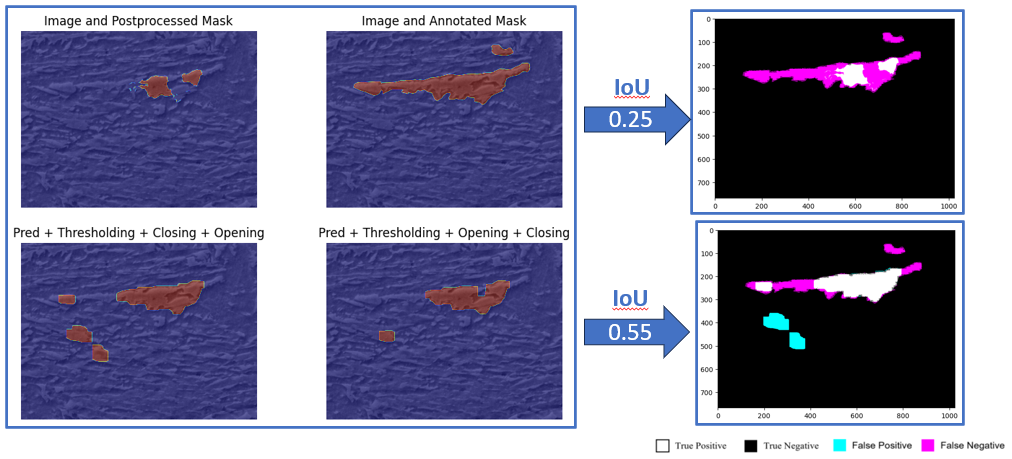 Image and Postprocessed Mask
Image and Annotated Mask
IoU
0.25
0
100
200
300
400
500
600
700
0 200 400 600 800 1000
Pred + Thresholding + Closing + Opening
Pred + Thresholding + Opening + Closing
IoU
0.55
0
100
200
300
400
500
600
700
0 200 400 600 800 1000
True Positive True Negative False Positive False Negative